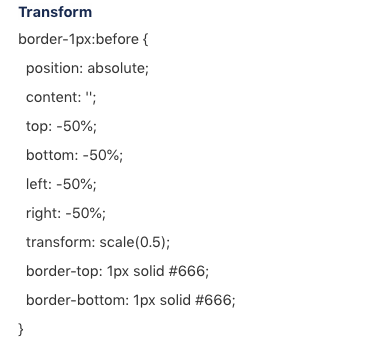 Transform
border-1px:before {
position: absolute;
content: '';
top: -50%;
bottom: -50%;
left: -50%;
right: -50%;
transform: scale(0.5);
border-top: 1px solid #666;
border-bottom: 1px solid #666;
}